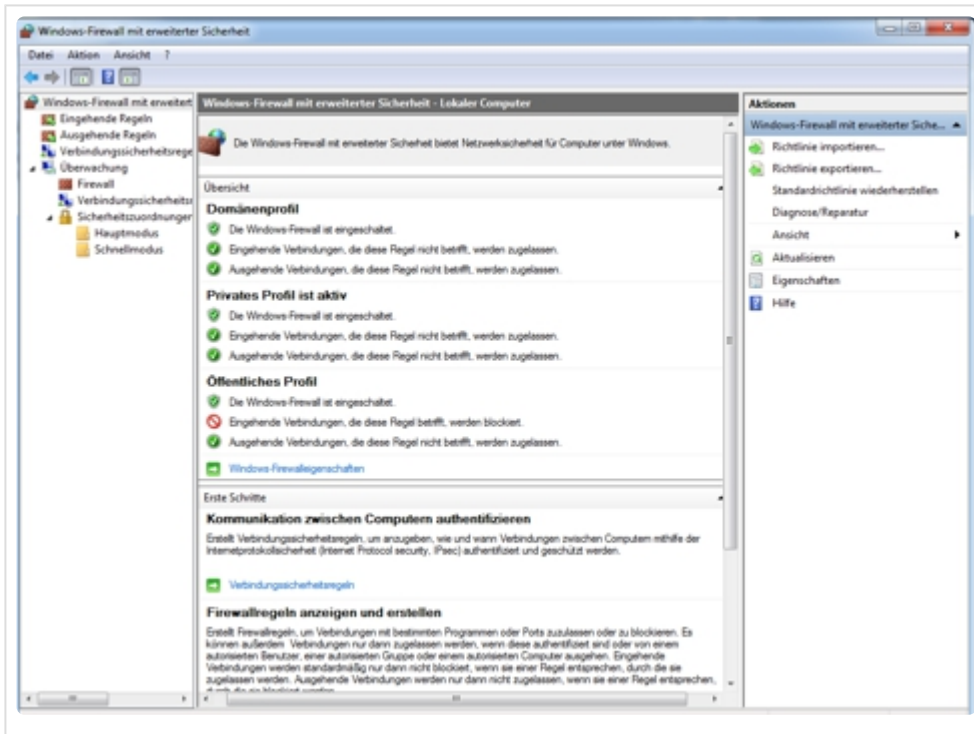 Windows-Firewall mit erweiterter Sicherheit
Datei Aktion Ansicht ?
Windows-Firewall mit erweitert
Eingehende Regeln
Ausgehende Regeln
Verbindungssicherheitsrege
Überwachung
Firewall
Verbindungssicherheitsr
Sicherheitszuordnunger
Hauptmodus
Schnellmodus
Windows-Firewall mit erweiterter Sicherheit - Lokaler Computer
Die Windows-Firewall mit erweiterter Sicherheit bietet Netzwerksicherheit für Computer unter Windows.
Übersicht
Domänenprofil
Die Windows-Firewall ist eingeschaltet.
Eingehende Verbindungen, die diese Regel nicht betrifft, werden zugelassen.
Ausgehende Verbindungen, die diese Regel nicht betrifft, werden zugelassen.
Privates Profil ist aktiv
Die Windows-Firewall ist eingeschaltet.
Eingehende Verbindungen, die diese Regel nicht betrifft, werden zugelassen.
Ausgehende Verbindungen, die diese Regel nicht betrifft, werden zugelassen.
Öffentliches Profil
Die Windows-Firewall ist eingeschaltet.
Eingehende Verbindungen, die diese Regel betrifft, werden blockiert.
Ausgehende Verbindungen, die diese Regel nicht betrifft, werden zugelassen.
Windows-Firewalleigenschaften
Erste Schritte
Kommunikation zwischen Computern authentifizieren
Erstellt Verbindungssicherheitsregeln, um anzugeben, wie und wann Verbindungen zwischen Computern mithilfe der
Internetprotokollsicherheit (Internet Protocol security, IPsec) authentifiziert und geschützt werden.
Verbindungssicherheitsregeln
Firewallregeln anzeigen und erstellen
Erstellt Firewallregeln, um Verbindungen mit bestimmten Programmen oder Ports zuzulassen oder zu blockieren. Es
können außerdem Verbindungen nur dann zugelassen werden, wenn diese authentifiziert sind oder von einem
autorisierten Benutzer, einer autorisierten Gruppe oder einem autorisierten Computer ausgehen. Eingehende
Verbindungen werden standardmäßig nur dann nicht blockiert, wenn sie einer Regel entsprechen, durch die sie
zugelassen werden. Ausgehende Verbindungen werden nur dann nicht zugelassen, wenn sie einer Regel entsprechen,
durch die sie blockiert werden.
Aktionen
Windows-Firewall mit erweiterter Siche...
Richtlinie importieren...
Richtlinie exportieren...
Standardrichtlinie wiederherstellen
Diagnose/Reparatur
Ansicht
Aktualisieren
Eigenschaften
Hilfe